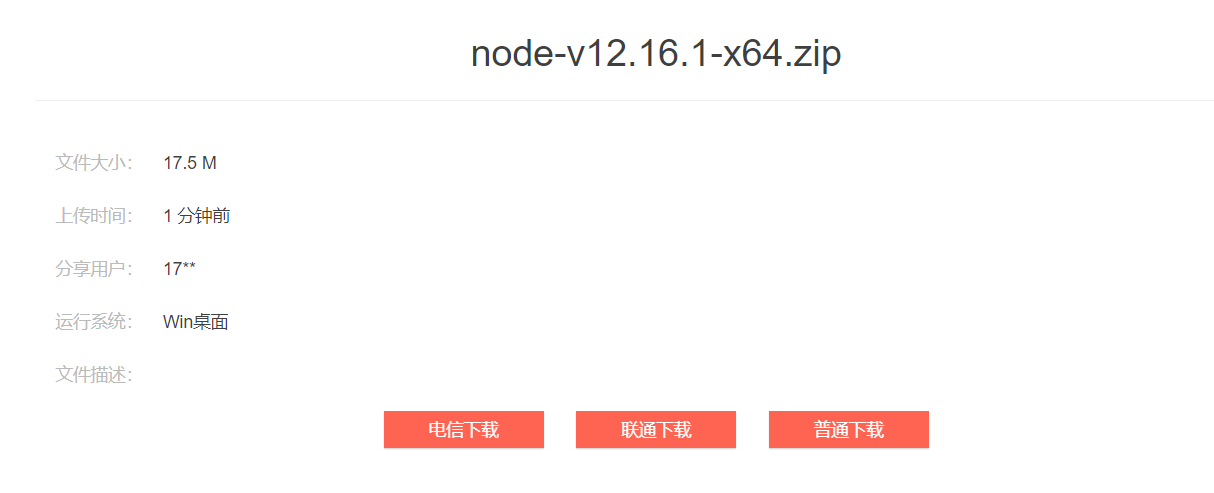 node-v12.16.1-x64.zip
文件大小: 17.5 M
上传时间: 1 分钟前
分享用户: 17**
运行系统: Win桌面
文件描述:
电信下载 联通下载 普通下载